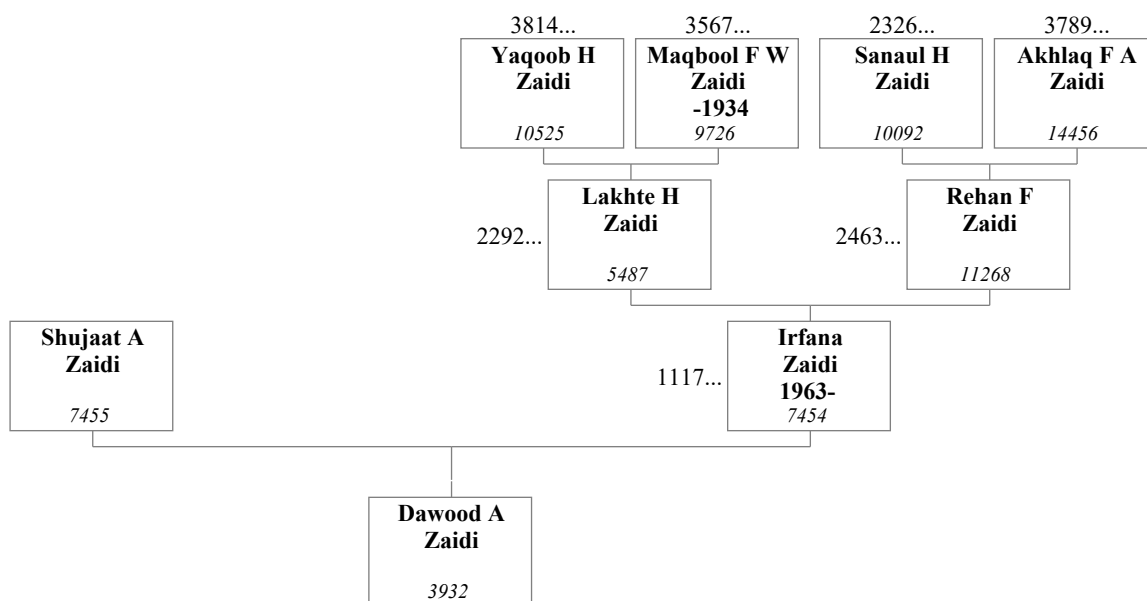 3814...
3567...
2326...
3789...
Yaqoob H
Zaidi
10525
Maqbool F W
Zaidi
-1934
9726
Sanaul H
Zaidi
10092
Akhlaq F A
Zaidi
14456
2292...
Lakhte H
Zaidi
5487
2463...
Rehan F
Zaidi
11268
Shujaat A
Zaidi
7455
1117...
Irfana
Zaidi
1963-
7454
Dawood A
Zaidi
3932